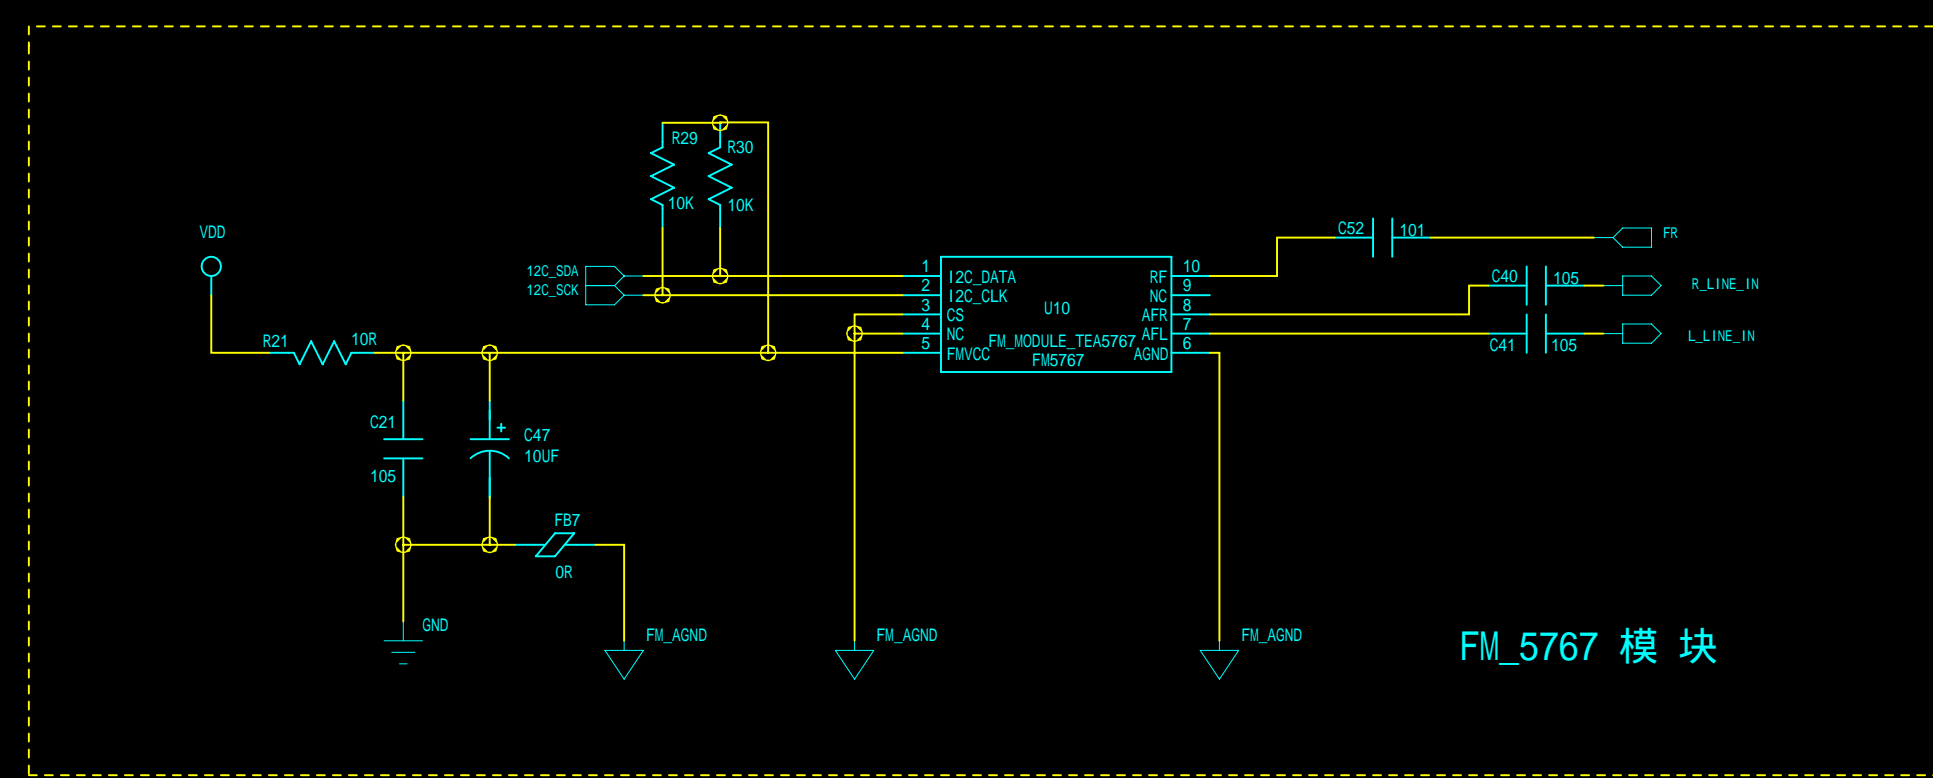 R29
R30
10K
10K
VDD
C52
101
FR
12C_SDA
12C_SCK
1
I2C_DATA
2
I2C_CLK
3
CS
4
NC
5
FMVCC
U10
FM_MODULE_TEA5767
FM5767
RF
10
NC
9
AFR
8
AFL
7
AGND
6
C40
105
R_LINE_IN
C41
105
L_LINE_IN
R21
10R
C21
105
+
C47
10UF
FB7
0R
GND
FM_AGND
FM_AGND
FM_AGND
FM_5767 模 块